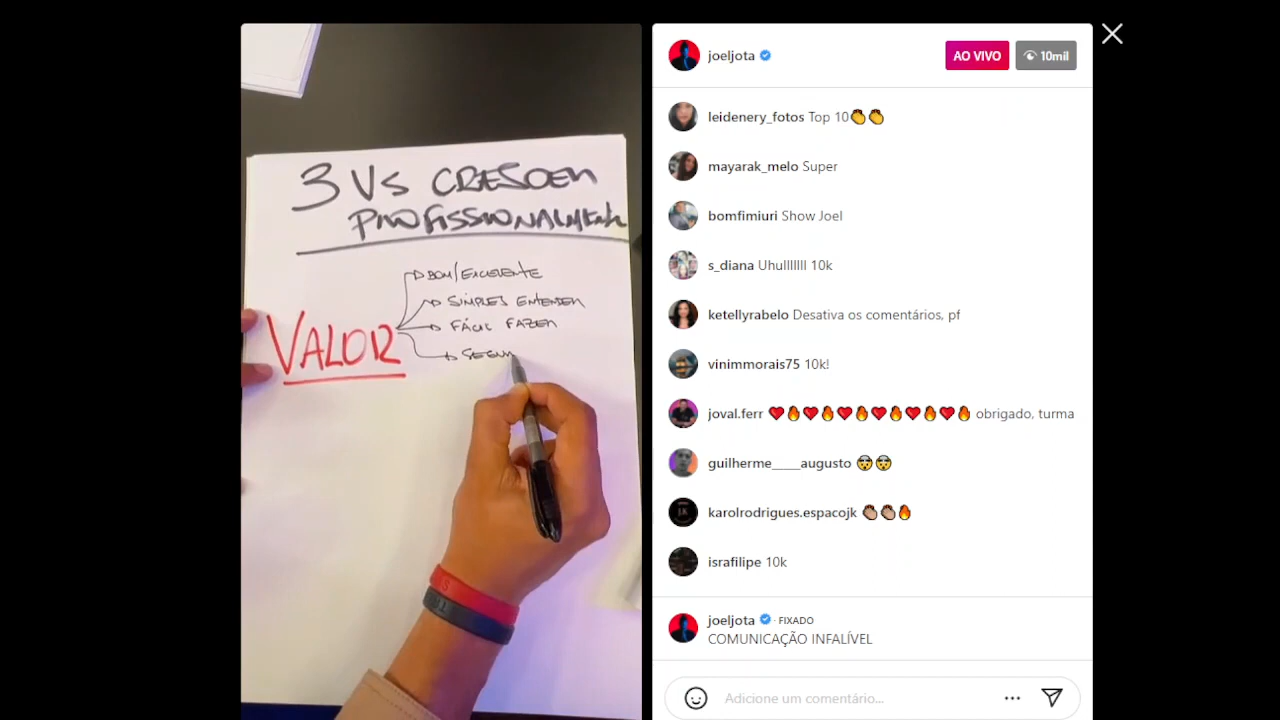 3 Vs CRESCER
PROFISSIONALMENTE
BOM/EXCELENTE
SIMPLES ENTENDER
FÁCIL FAZER
VALOR
SEGUR
joeljota
AO VIVO
10mil
leidenery_fotos Top 10👏👏
mayarak_melo Super
bomfimiuri Show Joel
s_diana Uhulllllll 10k
ketellyrabelo Desativa os comentários, pf
vinimmorais75 10k!
joval.ferr ❤🔥❤🔥❤🔥❤🔥❤🔥❤🔥 obrigado, turma
guilherme____augusto 🤯🤯
karolrodrigues.espacojk 👏🏼👏🏼🔥
israfilipe 10k
joeljota · FIXADO
COMUNICAÇÃO INFALÍVEL
Adicione um comentário...